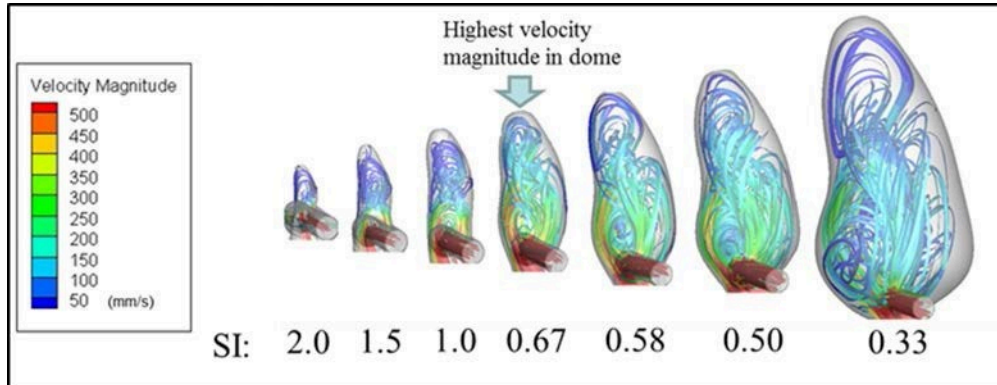 Highest velocity
magnitude in dome
Velocity Magnitude
500
450
400
350
300
250
200
150
100
50 (mm/s)
SI: 2.0 1.5 1.0 0.67 0.58 0.50 0.33